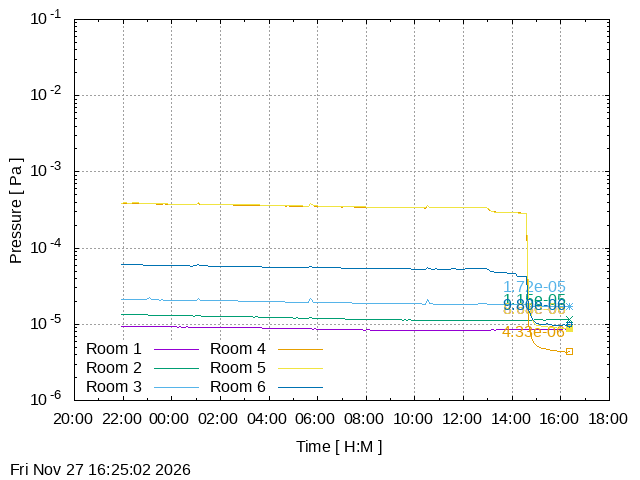 10^-1
10^-2
10^-3
10^-4
10^-5
10^-6
Pressure [ Pa ]
1.72e-05
9.80e-06
4.33e-06
Room 1 Room 4
Room 2 Room 5
Room 3 Room 6
20:00 22:00 00:00 02:00 04:00 06:00 08:00 10:00 12:00 14:00 16:00 18:00
Time [ H:M ]
Fri Nov 27 16:25:02 2026